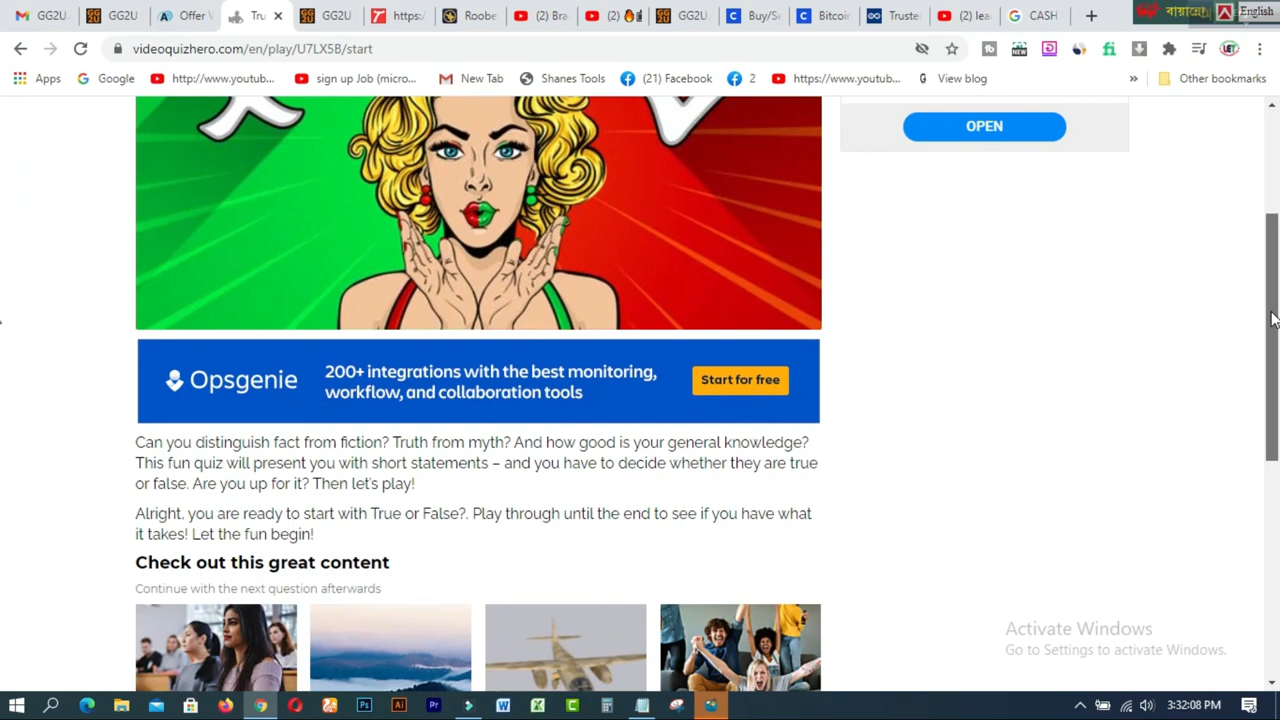 GG2U.
GG2U
Offer V
Tru
GG2U
https:/
Roobe
(2) Bra
(2)
GG2U.
Buy/Se
Bitcoin
Truste
(2) lea
CASH
বায়ান্নো
English
videoquizhero.com/en/play/U7LX5B/start
Apps
Google
http://www.youtub...
sign up Job (micro...
New Tab
Shanes Tools
(21) Facebook
2
https://www.youtub...
View blog
»
Other bookmarks
OPEN
Opsgenie
200+ integrations with the best monitoring,
workflow, and collaboration tools
Start for free
Can you distinguish fact from fiction? Truth from myth? And how good is your general knowledge?
This fun quiz will present you with short statements – and you have to decide whether they are true
or false. Are you up for it? Then let's play!
Alright, you are ready to start with True or False?. Play through until the end to see if you have what
it takes! Let the fun begin!
Check out this great content
Continue with the next question afterwards
Activate Windows
Go to Settings to activate Windows.
3:32:08 PM